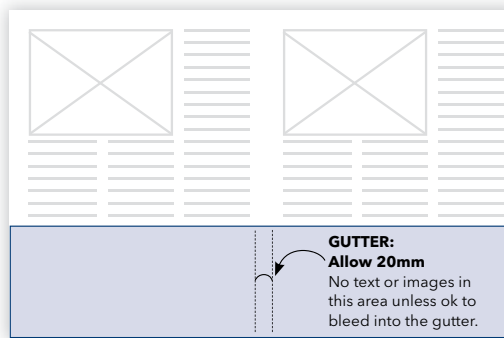 GUTTER:
Allow 20mm
No text or images in
this area unless ok to
bleed into the gutter.